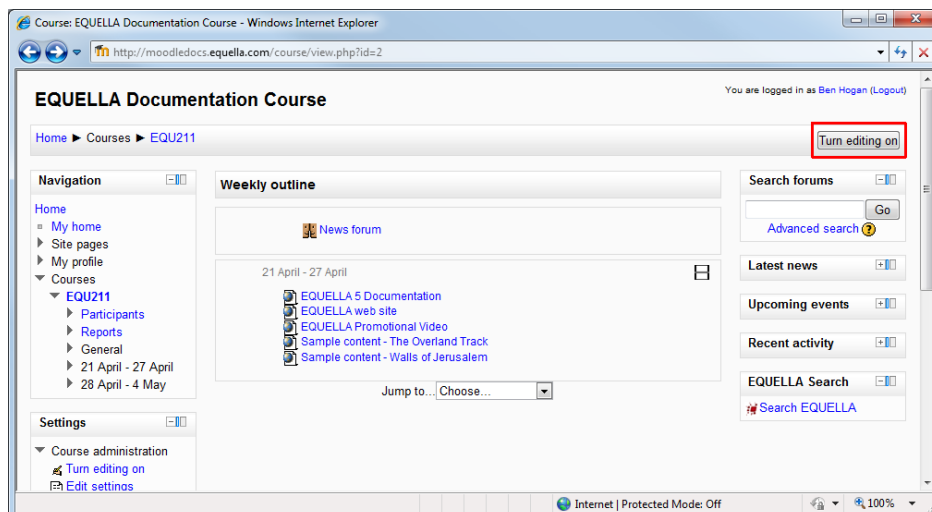 Course: EQUELLA Documentation Course - Windows Internet Explorer
http://moodledocs.equella.com/course/view.php?id=2
EQUELLA Documentation Course
You are logged in as Ben Hogan (Logout)
Home ► Courses ► EQU211
Turn editing on
Navigation
Home
My home
Site pages
My profile
Courses
EQU211
Participants
Reports
General
21 April - 27 April
28 April - 4 May
Settings
Course administration
Turn editing on
Edit settings
Weekly outline
News forum
21 April - 27 April
EQUELLA 5 Documentation
EQUELLA web site
EQUELLA Promotional Video
Sample content - The Overland Track
Sample content - Walls of Jerusalem
Jump to... Choose...
Search forums
Go
Advanced search
Latest news
Upcoming events
Recent activity
EQUELLA Search
Search EQUELLA
Internet | Protected Mode: Off
100%